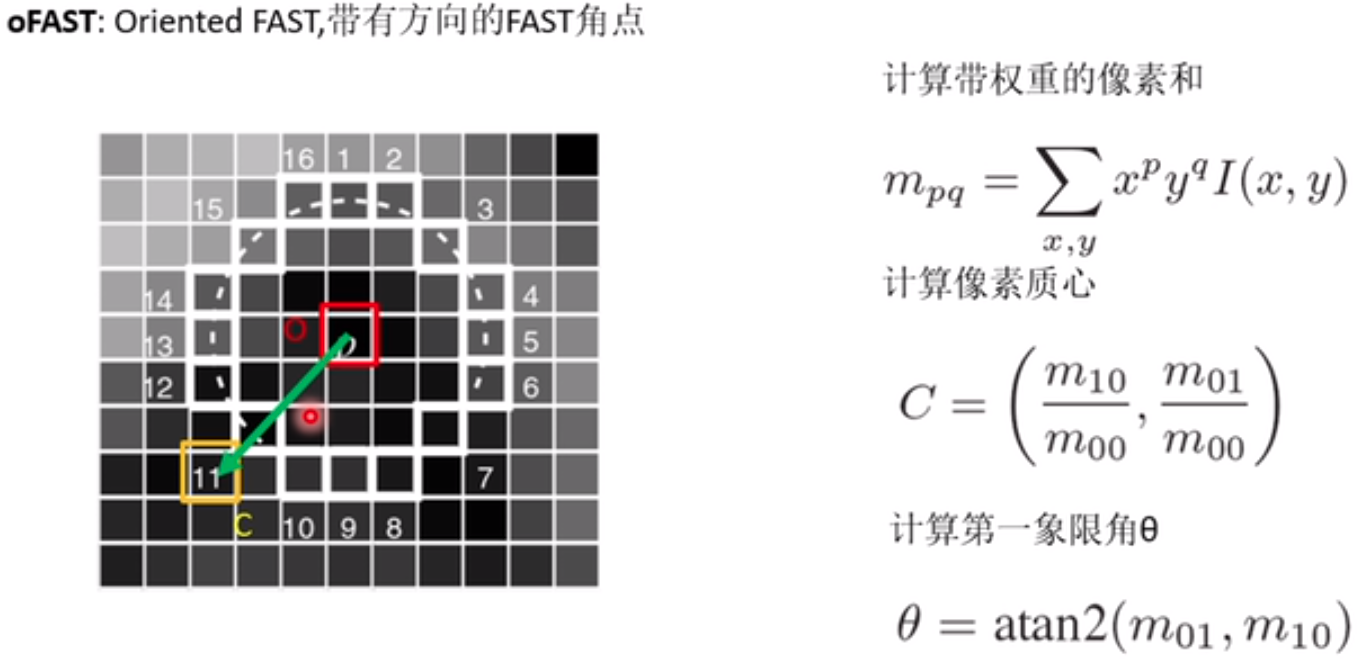 oFAST: Oriented FAST,带有方向的FAST角点
16 1 2
15 3
14 4
O
p
13 5
12 6
11 7
C 10 9 8
计算带权重的像素和
m_{pq} = \sum_{x,y} x^p y^q I(x, y)
计算像素质心
C = \left( \frac{m_{10}}{m_{00}}, \frac{m_{01}}{m_{00}} \right)
计算第一象限角θ
θ = atan2(m_{01}, m_{10})